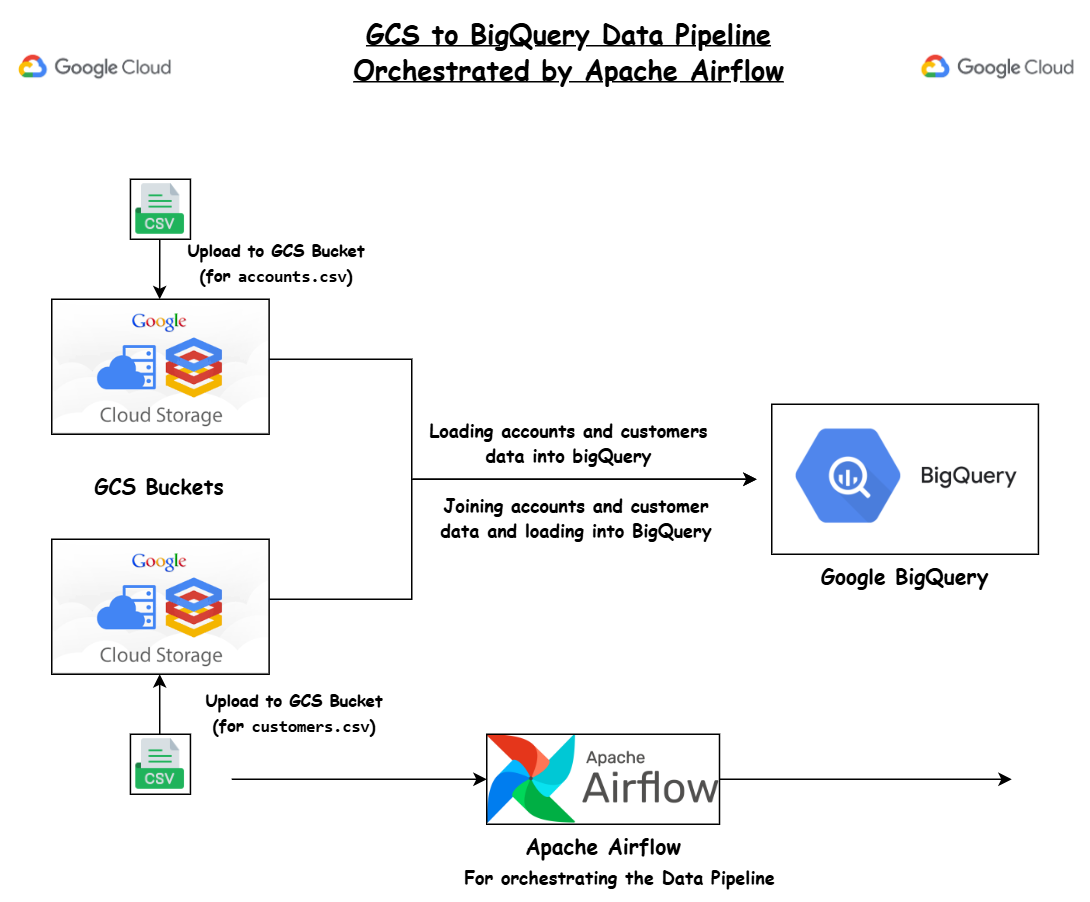 GCS to BigQuery Data Pipeline
Orchestrated by Apache Airflow
Google Cloud
Google Cloud
CSV
Upload to GCS Bucket
(for accounts.csv)
Google
Cloud Storage
GCS Buckets
Loading accounts and customers
data into bigQuery
Joining accounts and customer
data and loading into BigQuery
BigQuery
Google BigQuery
Google
Cloud Storage
Upload to GCS Bucket
(for customers.csv)
CSV
Apache
Airflow
Apache Airflow
For orchestrating the Data Pipeline